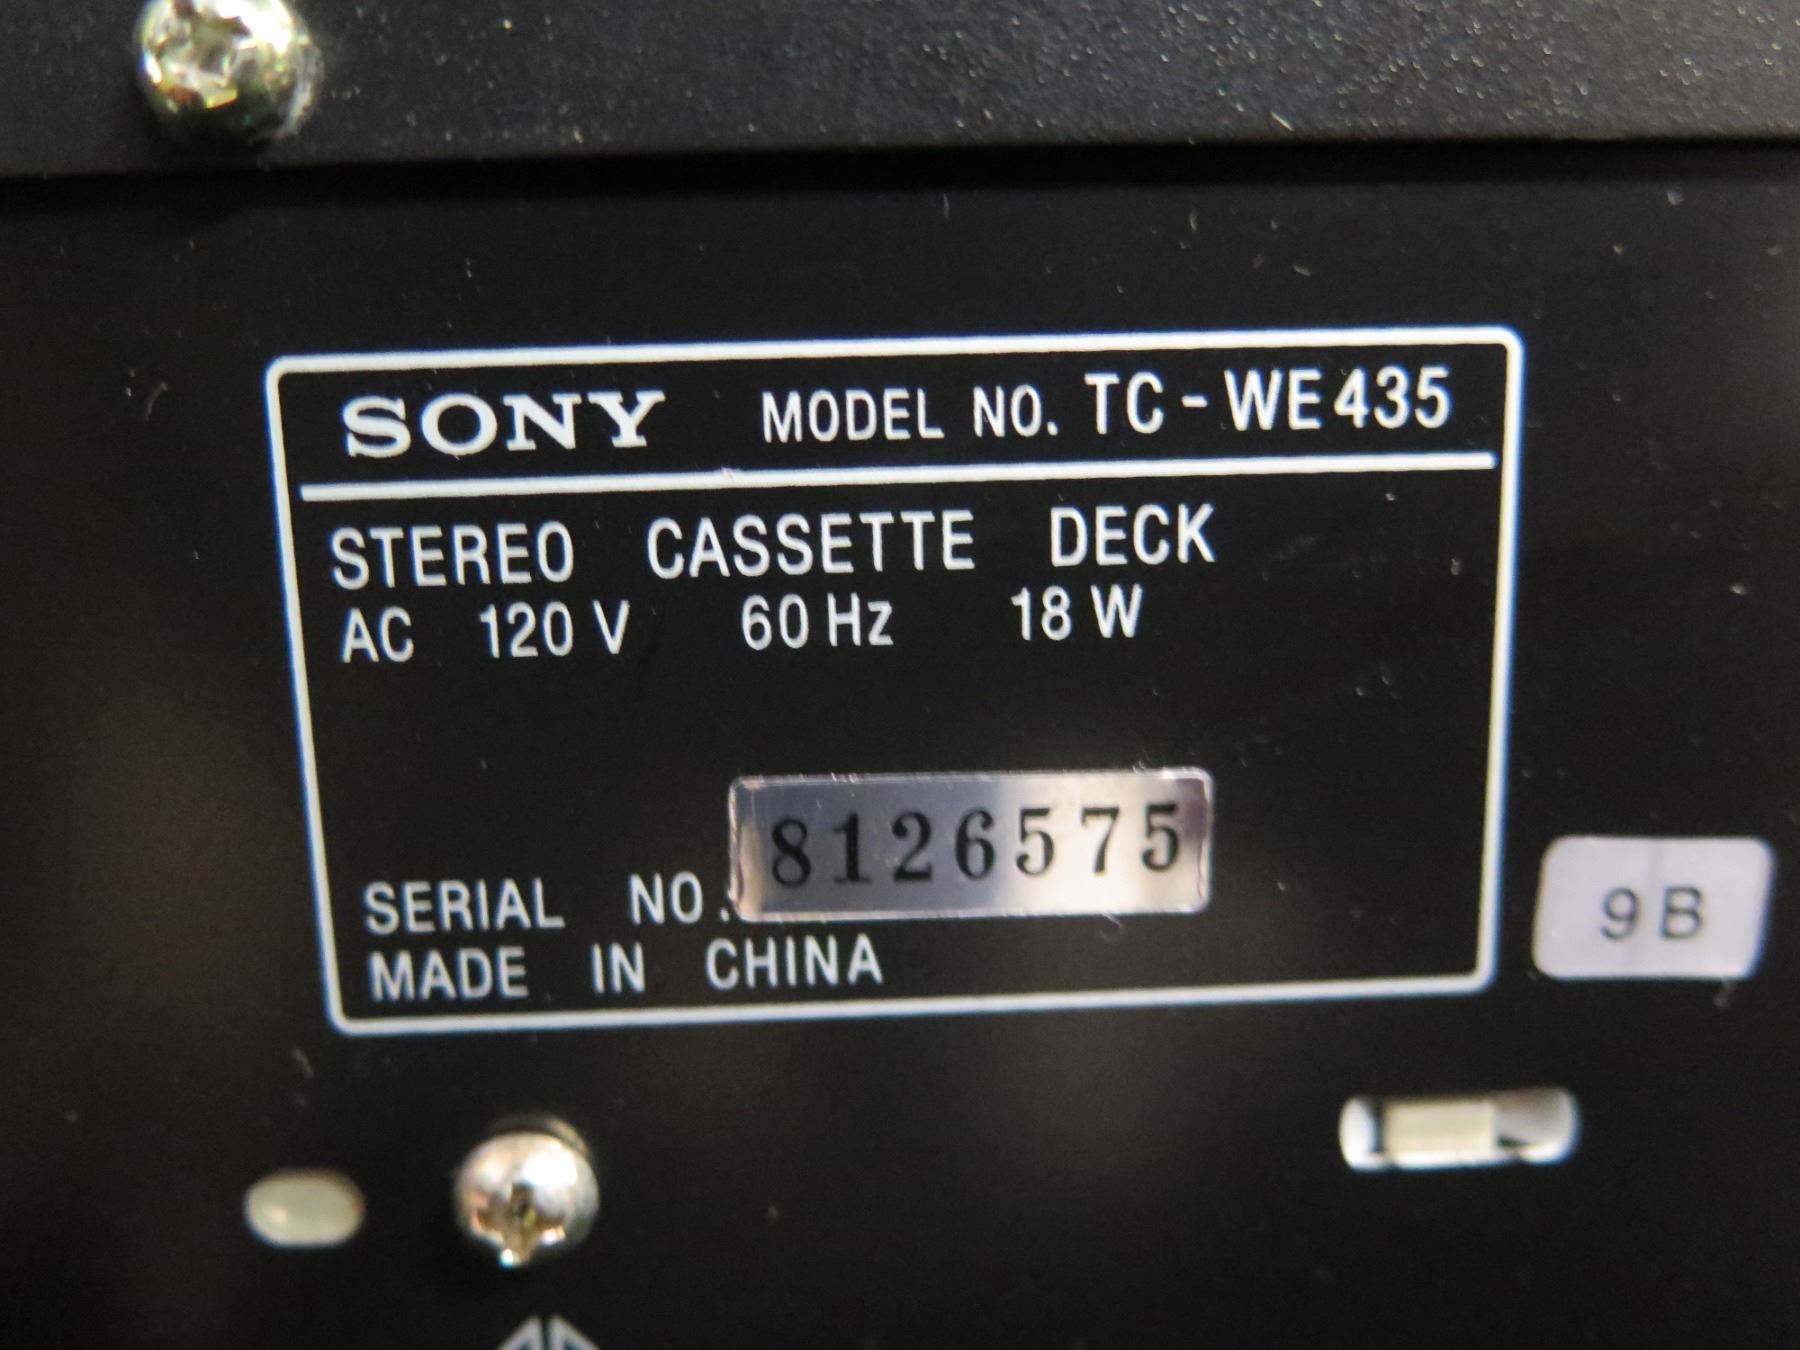 SONY MODEL NO. TC-WE435
STEREO CASSETTE DECK
AC 120 V 60 Hz 18 W
8126575
SERIAL NO.
MADE IN CHINA
9B